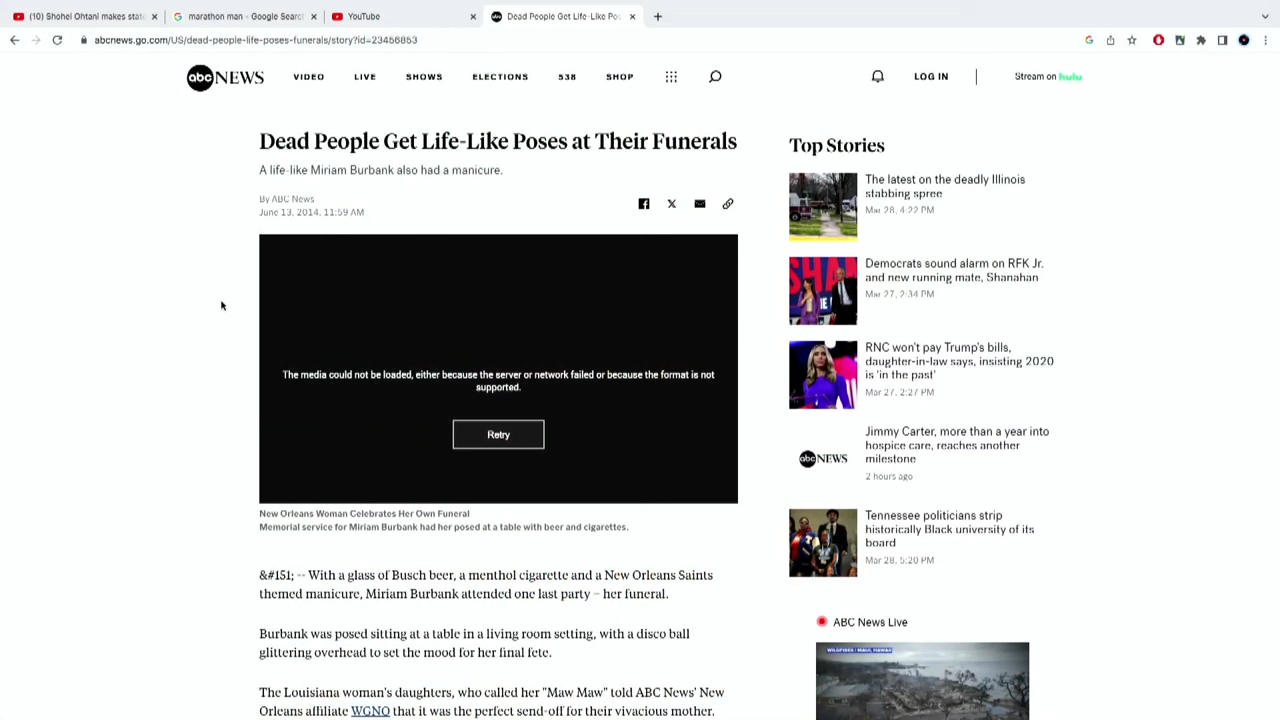 (10) Shohei Ohtani makes state
marathon man - Google Search
YouTube
Dead People Get Life-Like Pos
abcnews.go.com/US/dead-people-life-poses-funerals/story?id=23456853
abc NEWS
VIDEO
LIVE
SHOWS
ELECTIONS
538
SHOP
LOG IN
Stream on hulu
Dead People Get Life-Like Poses at Their Funerals
A life-like Miriam Burbank also had a manicure.
By ABC News
June 13, 2014, 11:59 AM
The media could not be loaded, either because the server or network failed or because the format is not
supported.
Retry
New Orleans Woman Celebrates Her Own Funeral
Memorial service for Miriam Burbank had her posed at a table with beer and cigarettes.
&#151; -- With a glass of Busch beer, a menthol cigarette and a New Orleans Saints
themed manicure, Miriam Burbank attended one last party – her funeral.
Burbank was posed sitting at a table in a living room setting, with a disco ball
glittering overhead to set the mood for her final fete.
The Louisiana woman's daughters, who called her "Maw Maw" told ABC News' New
Orleans affiliate WGNO that it was the perfect send-off for their vivacious mother.
Top Stories
The latest on the deadly Illinois
stabbing spree
Mar 28, 4:22 PM
Democrats sound alarm on RFK Jr.
and new running mate, Shanahan
Mar 27, 2:34 PM
RNC won't pay Trump's bills,
daughter-in-law says, insisting 2020
is 'in the past'
Mar 27, 2:27 PM
abc NEWS
Jimmy Carter, more than a year into
hospice care, reaches another
milestone
2 hours ago
Tennessee politicians strip
historically Black university of its
board
Mar 28, 5:20 PM
ABC News Live
WILDFIRES | MAUI, HAWAII